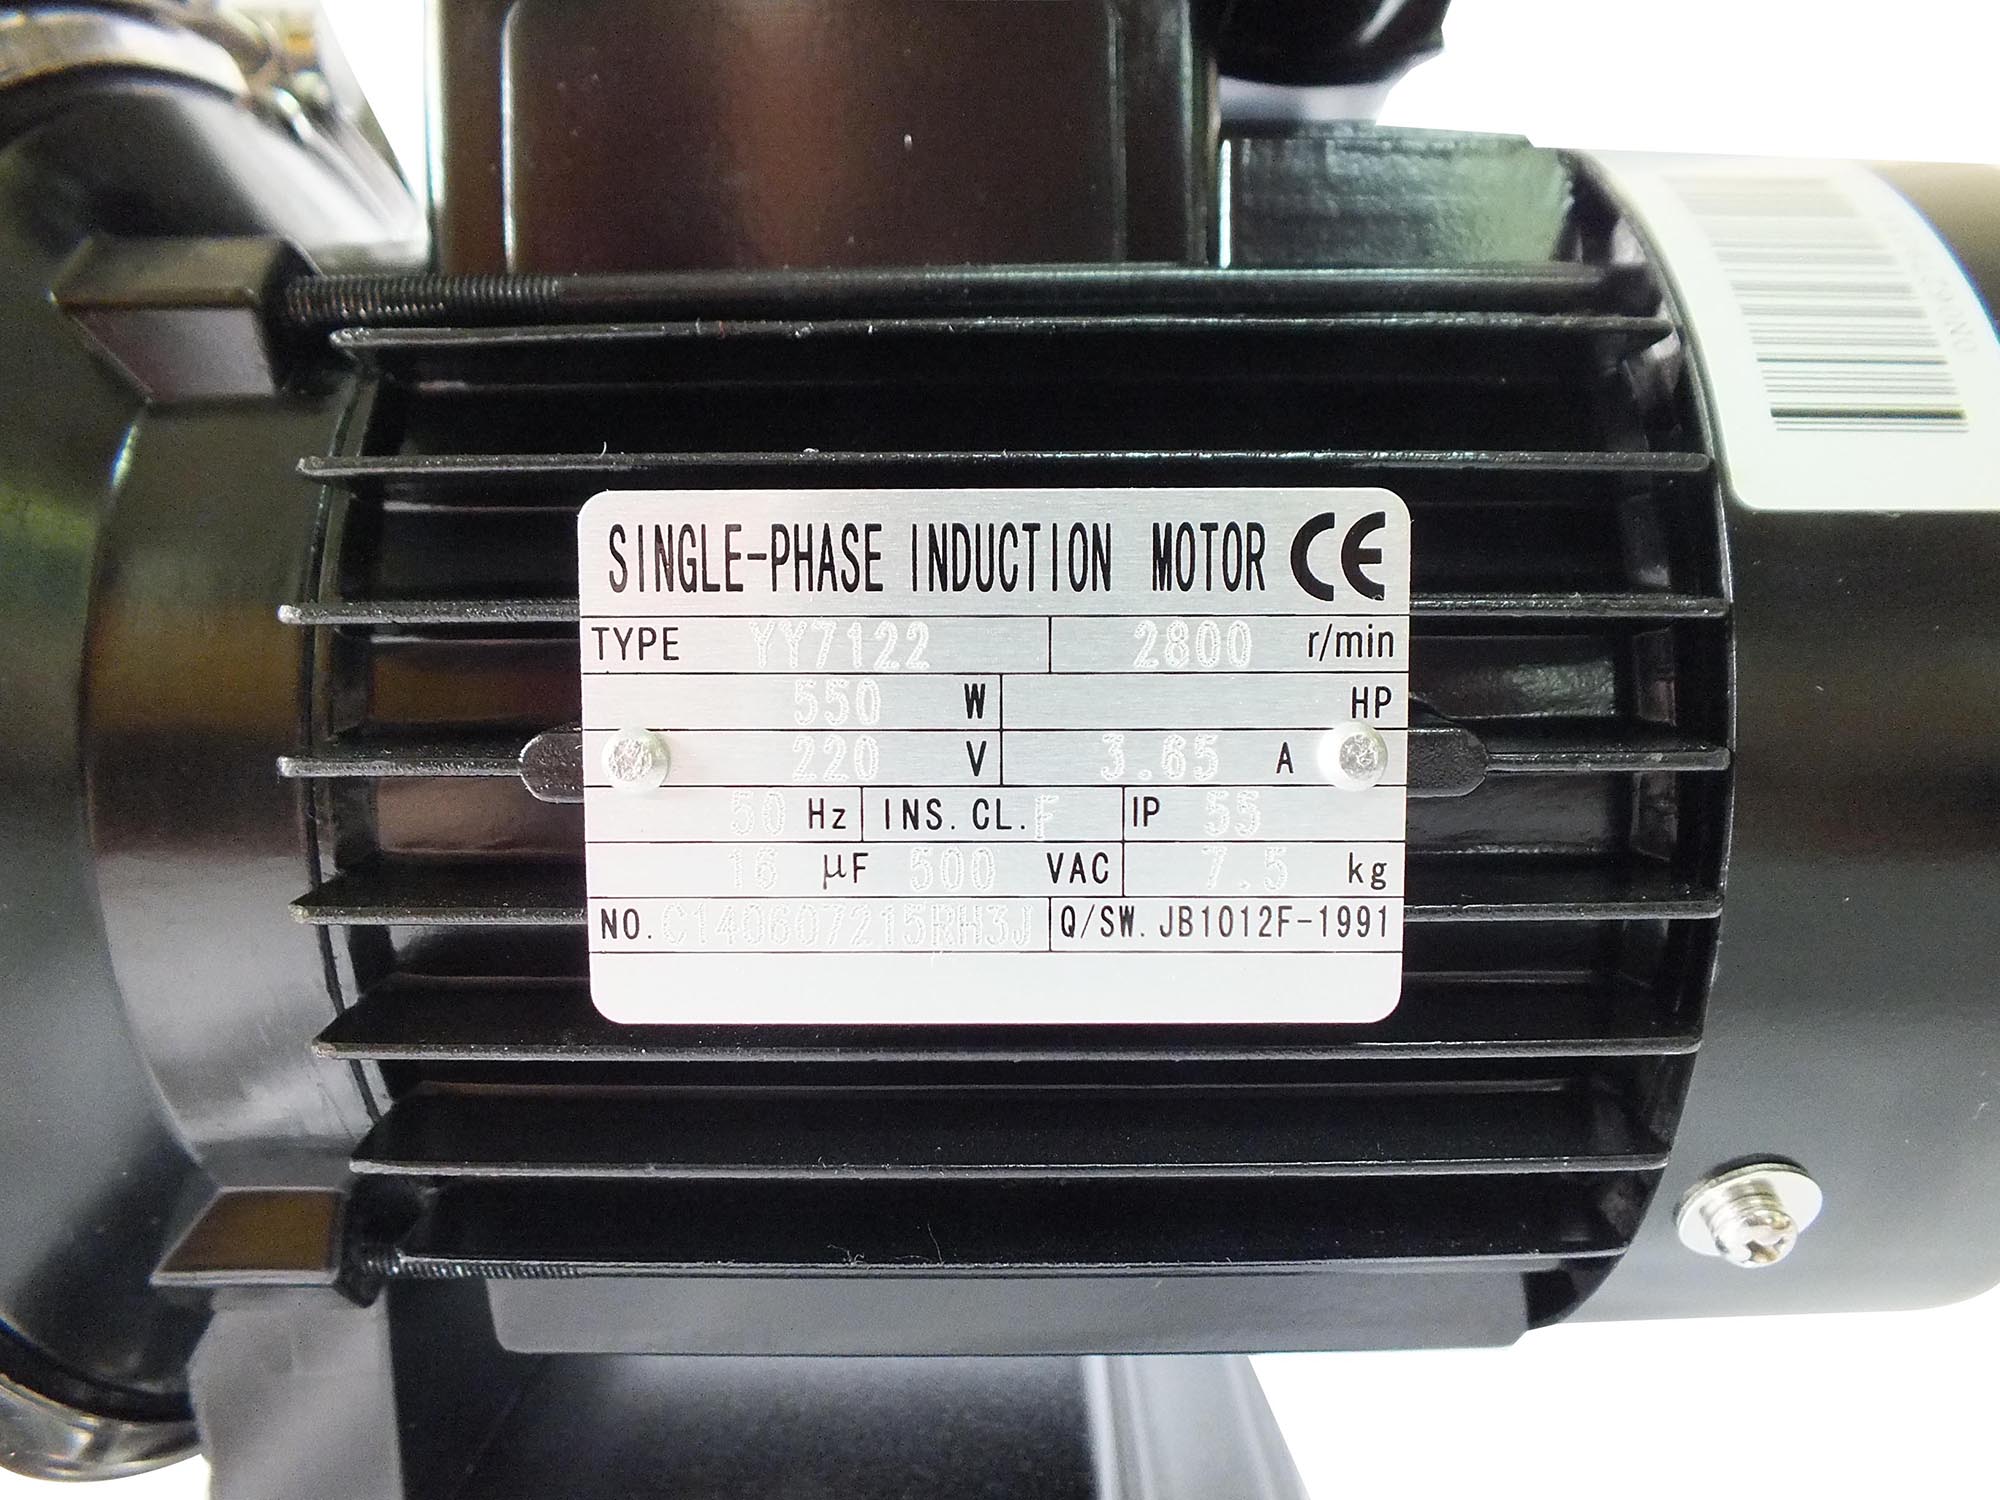 SINGLE-PHASE INDUCTION MOTOR CE
TYPE YY7122 2800 r/min
550 W HP
220 V 3.65 A
50 Hz INS. CL. F IP 55
16 μF 500 VAC 7.5 kg
NO. C140607215RH3J Q/SW. JB1012F-1991